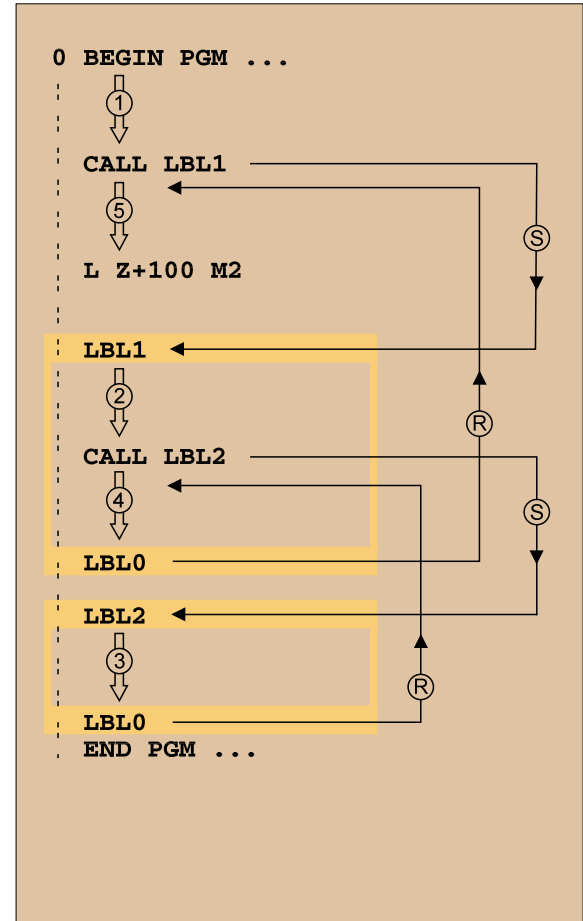 0 BEGIN PGM ...
1
CALL LBL1
5
S
L Z+100 M2
LBL1
2
R
CALL LBL2
4
S
LBL0
LBL2
3
R
LBL0
END PGM ...